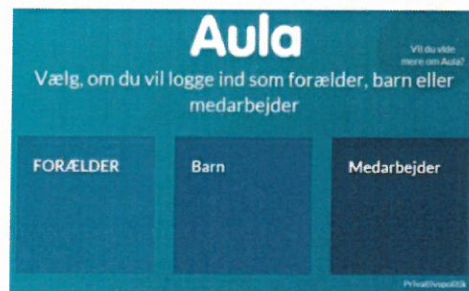 Aula
Vil du vide
mere om Aula?
Vælg, om du vil logge ind som forælder, barn eller
medarbejder
FORÆLDER
Barn
Medarbejder
Privatlivspolitik